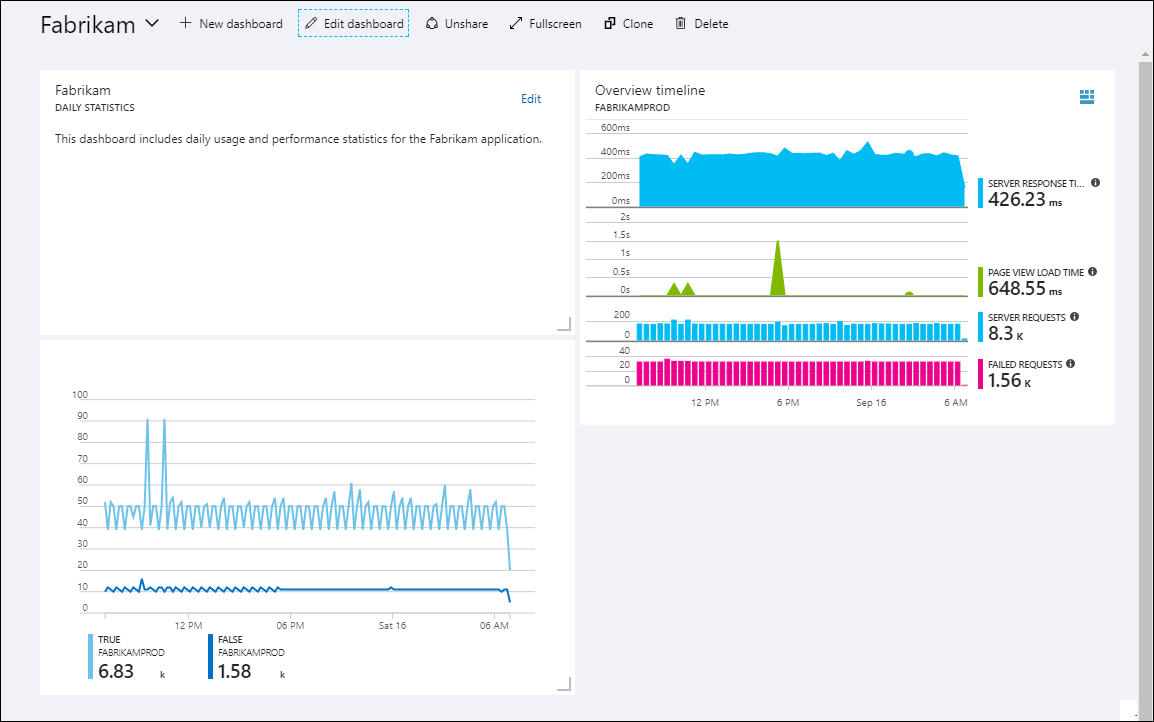 Fabrikam
New dashboard
Edit dashboard
Unshare
Fullscreen
Clone
Delete
Fabrikam
DAILY STATISTICS
Edit
This dashboard includes daily usage and performance statistics for the Fabrikam application.
Overview timeline
FABRIKAMPROD
600ms
400ms
200ms
0ms
SERVER RESPONSE TI...
426.23 ms
2s
1.5s
1s
0.5s
0s
PAGE VIEW LOAD TIME
648.55 ms
200
0
SERVER REQUESTS
8.3 K
40
20
0
FAILED REQUESTS
1.56 K
12 PM
6 PM
Sep 16
6 AM
100
90
80
70
60
50
40
30
20
10
0
12 PM
06 PM
Sat 16
06 AM
TRUE
FABRIKAMPROD
6.83 k
FALSE
FABRIKAMPROD
1.58 k